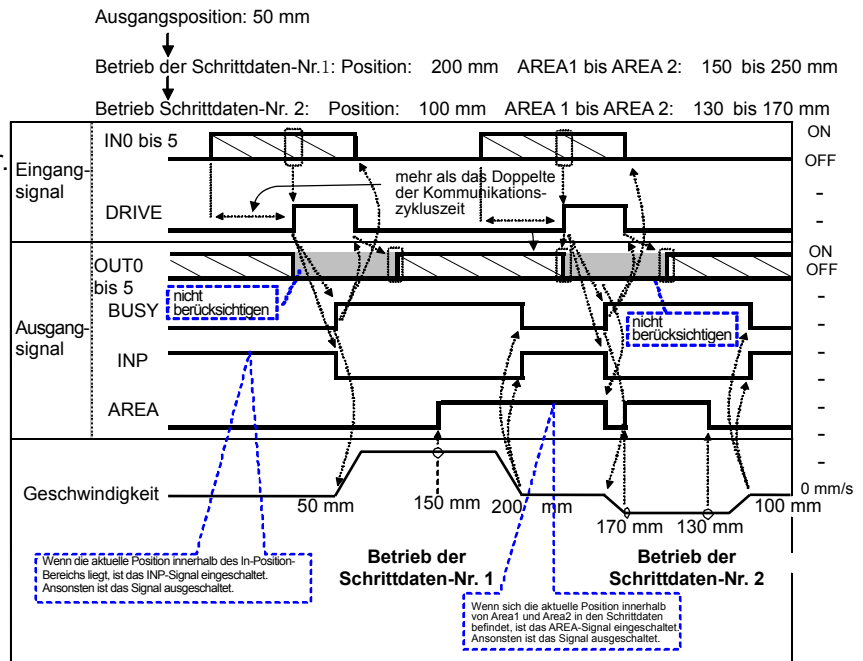 Ausgangsposition: 50 mm
Betrieb der Schrittdaten-Nr.1: Position: 200 mm AREA1 bis AREA 2: 150 bis 250 mm
Betrieb Schrittdaten-Nr. 2: Position: 100 mm AREA 1 bis AREA 2: 130 bis 170 mm
IN0 bis 5
ON
OFF
Eingang-
signal
mehr als das Doppelte
der Kommunikations-
zykluszeit
-
DRIVE
-
OUT0
bis 5
ON
OFF
nicht
berücksichtigen
BUSY
-
nicht
berücksichtigen
-
Ausgang-
signal
INP
-
-
AREA
-
-
-
Geschwindigkeit
50 mm
150 mm
200 mm
170 mm
130 mm
100 mm
0 mm/s
Wenn die aktuelle Position innerhalb des In-Position-
Bereichs liegt, ist das INP-Signal eingeschaltet.
Ansonsten ist das Signal ausgeschaltet.
Betrieb der
Schrittdaten-Nr. 1
Betrieb der
Schrittdaten-Nr. 2
Wenn sich die aktuelle Position innerhalb
von Area1 und Area2 in den Schrittdaten
befindet, ist das AREA-Signal eingeschaltet.
Ansonsten ist das Signal ausgeschaltet.